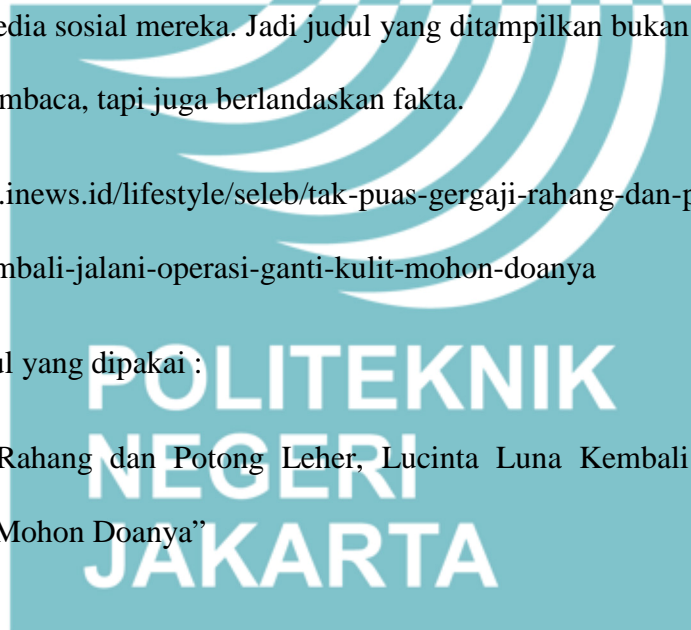 edia sosial mereka. Jadi judul yang ditampilkan bukan
mbaca, tapi juga berlandaskan fakta.
.inews.id/lifestyle/seleb/tak-puas-gergaji-rahang-dan-p
mbali-jalani-operasi-ganti-kulit-mohon-doanya
ul yang dipakai :
POLITEKNIK
Rahang dan Potong Leher, Lucinta Luna Kembali
NEGERI
Mohon Doanya”
JAKARTA